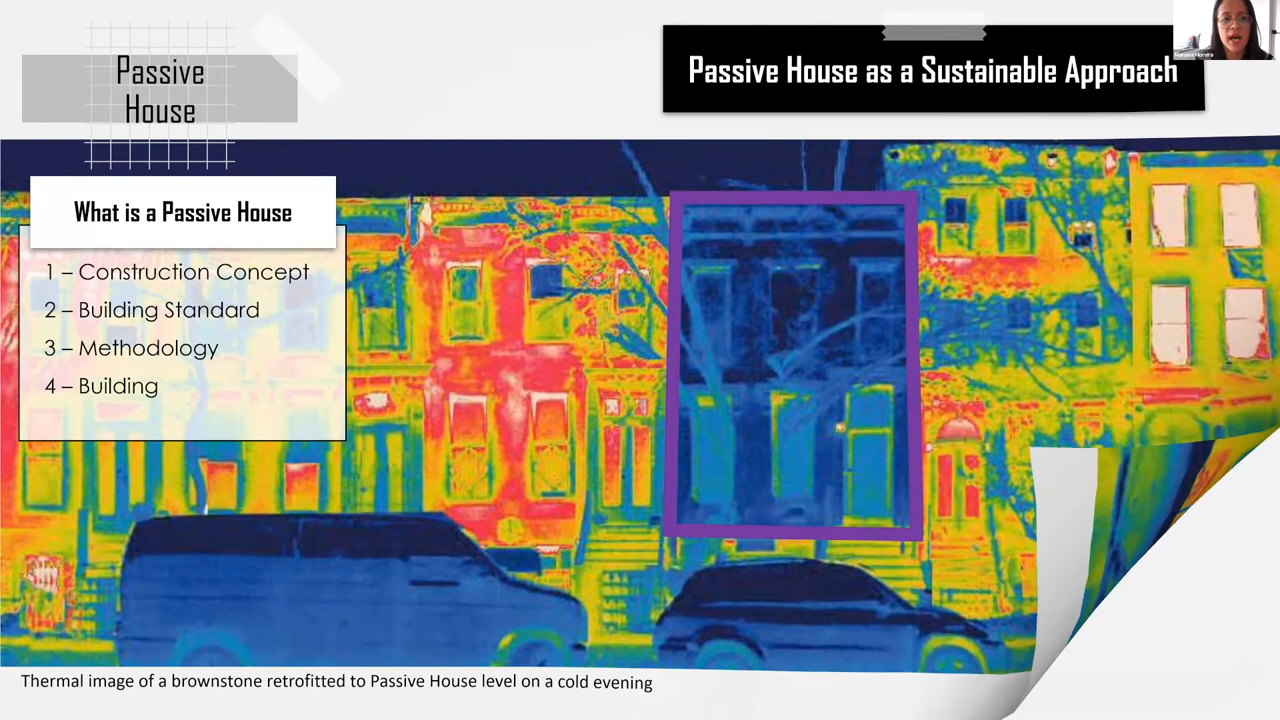 Passive
House
Passive House as a Sustainable Approach
What is a Passive House
1 – Construction Concept
2 – Building Standard
3 – Methodology
4 – Building
Thermal image of a brownstone retrofitted to Passive House level on a cold evening